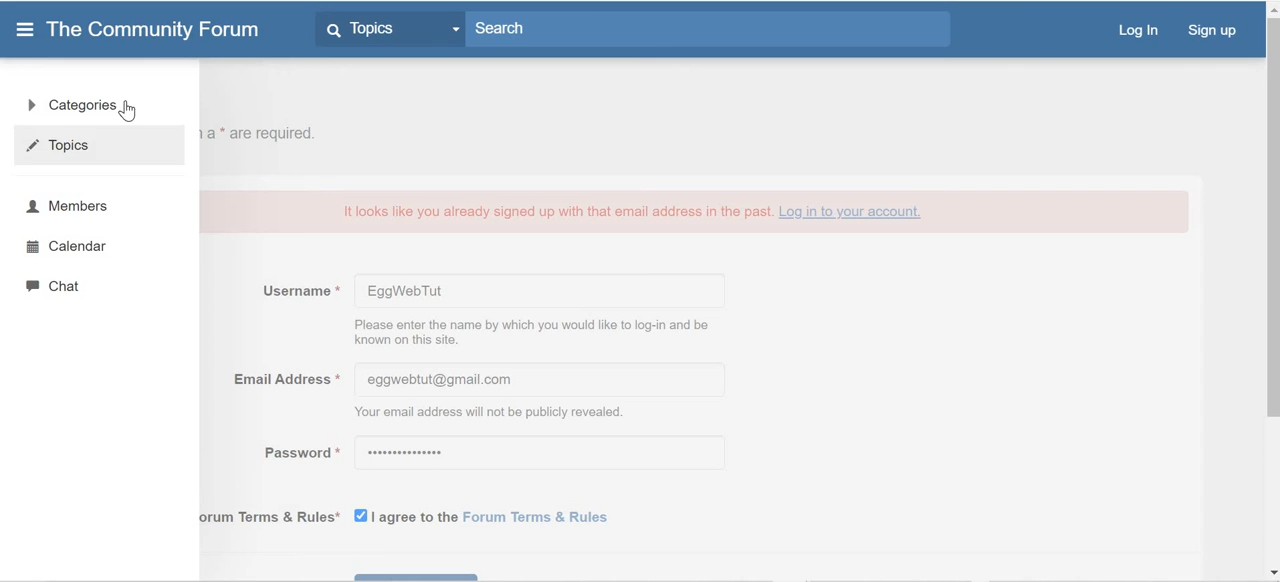 The Community Forum
Topics
Search
Log In
Sign up
Categories
Topics
Members
Calendar
Chat
a * are required.
It looks like you already signed up with that email address in the past. Log in to your account.
Username * EggWebTut
Please enter the name by which you would like to log-in and be
known on this site.
Email Address * eggwebtut@gmail.com
Your email address will not be publicly revealed.
Password * •••••••••••••••
orum Terms & Rules* I agree to the Forum Terms & Rules